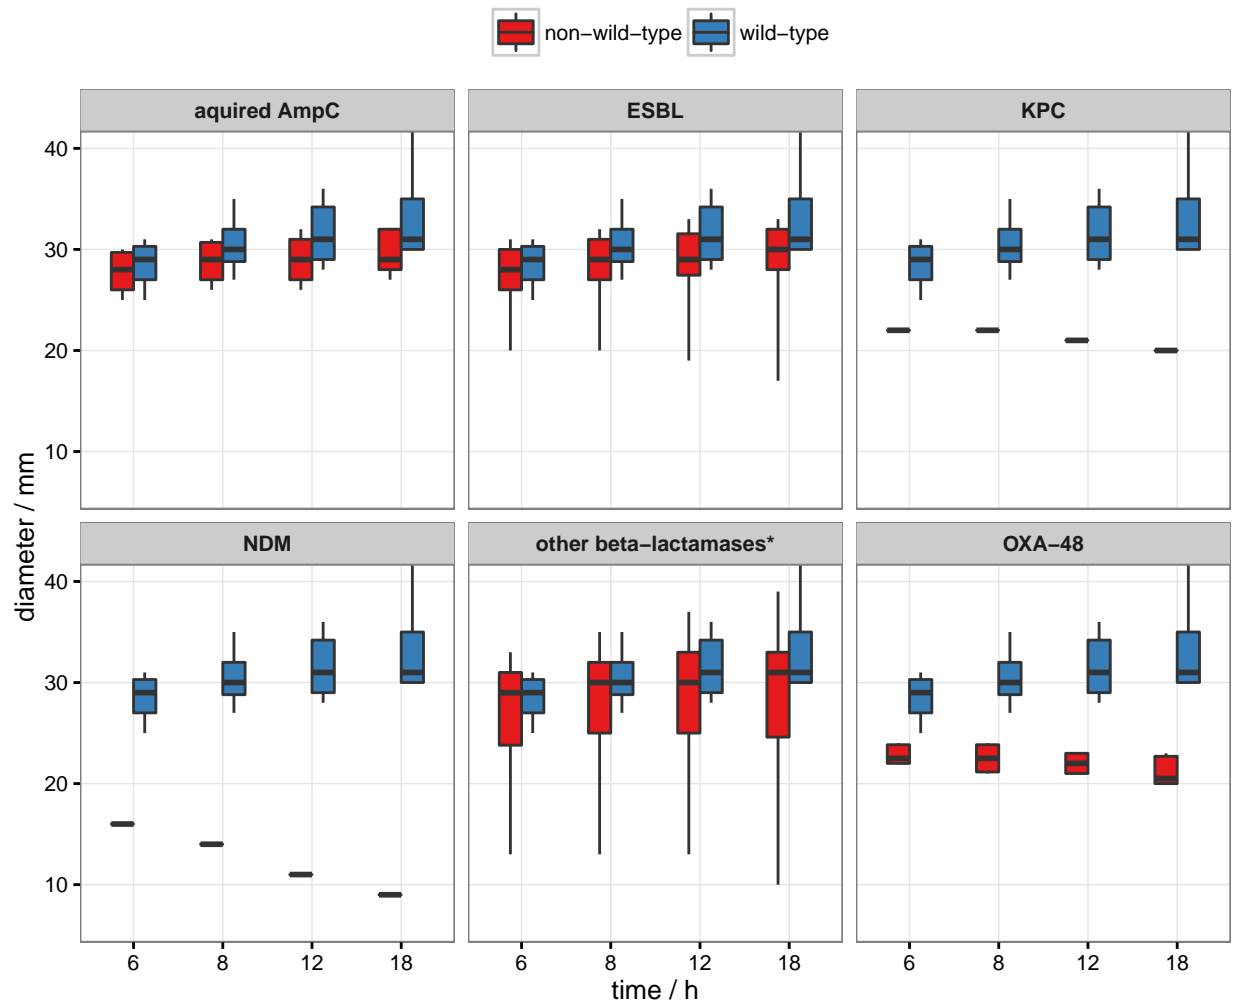 non−wild−type wild−type
aquired AmpC ESBL KPC
40
30
20
10
diameter / mm
NDM other beta−lactamases* OXA−48
40
30
20
10
6 8 12 18 6 8 12 18 6 8 12 18
time / h